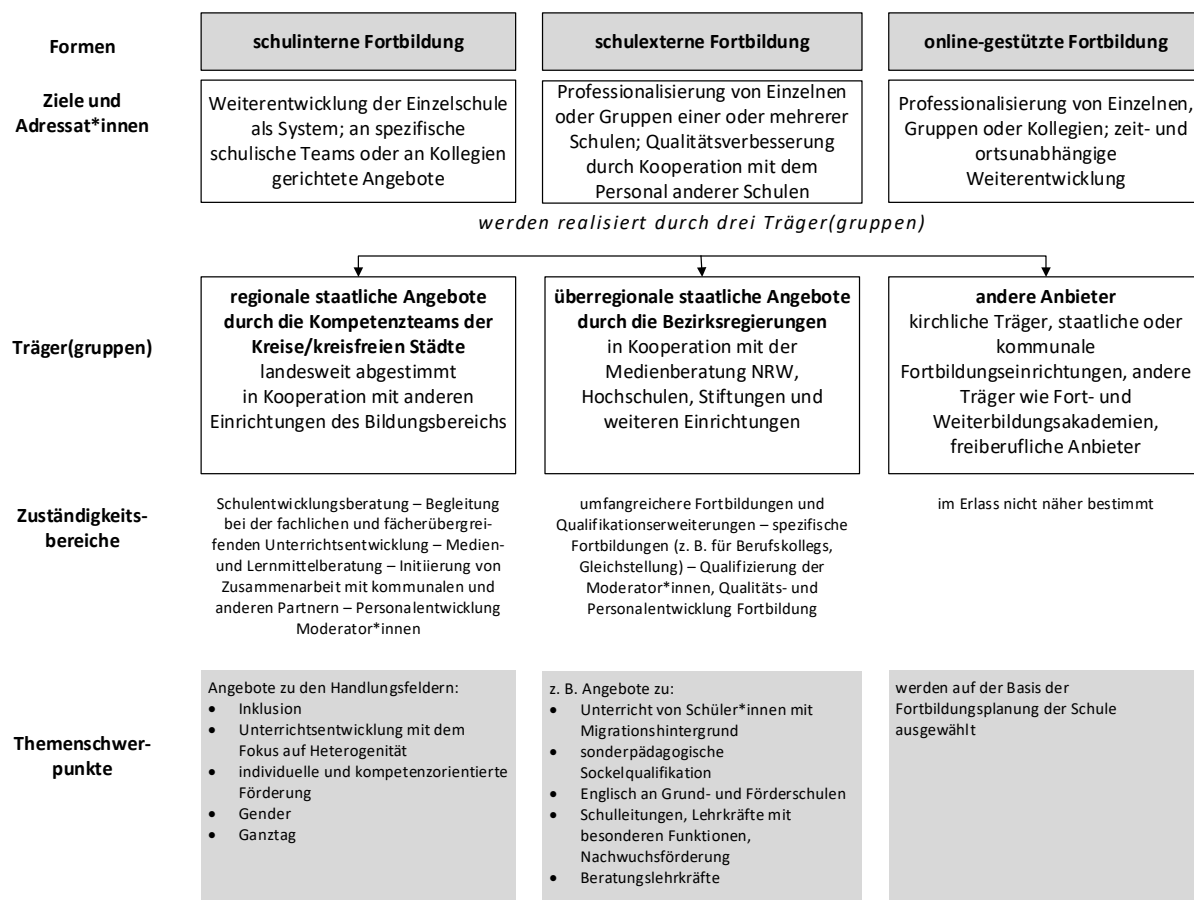 Formen
schulinterne Fortbildung
schulexterne Fortbildung
online-gestützte Fortbildung
Ziele und
Adressat*innen
Weiterentwicklung der Einzelschule
als System; an spezifische
schulische Teams oder an Kollegien
gerichtete Angebote
Professionalisierung von Einzelnen
oder Gruppen einer oder mehrerer
Schulen; Qualitätsverbesserung
durch Kooperation mit dem
Personal anderer Schulen
Professionalisierung von Einzelnen,
Gruppen oder Kollegien; zeit- und
ortsunabhängige
Weiterentwicklung
werden realisiert durch drei Träger(gruppen)
Träger(gruppen)
regionale staatliche Angebote
durch die Kompetenzteams der
Kreise/kreisfreien Städte
landesweit abgestimmt
in Kooperation mit anderen
Einrichtungen des Bildungsbereichs
überregionale staatliche Angebote
durch die Bezirksregierungen
in Kooperation mit der
Medienberatung NRW,
Hochschulen, Stiftungen und
weiteren Einrichtungen
andere Anbieter
kirchliche Träger, staatliche oder
kommunale
Fortbildungseinrichtungen, andere
Träger wie Fort- und
Weiterbildungsakademien,
freiberufliche Anbieter
Zuständigkeits-
bereiche
Schulentwicklungsberatung – Begleitung
bei der fachlichen und fächerübergrei-
fenden Unterrichtsentwicklung – Medien-
und Lernmittelberatung – Initiierung von
Zusammenarbeit mit kommunalen und
anderen Partnern – Personalentwicklung
Moderator*innen
umfangreichere Fortbildungen und
Qualifikationserweiterungen – spezifische
Fortbildungen (z. B. für Berufskollegs,
Gleichstellung) – Qualifizierung der
Moderator*innen, Qualitäts- und
Personalentwicklung Fortbildung
im Erlass nicht näher bestimmt
Themenschwer-
punkte
Angebote zu den Handlungsfeldern:
• Inklusion
• Unterrichtsentwicklung mit dem
Fokus auf Heterogenität
• individuelle und kompetenzorientierte
Förderung
• Gender
• Ganztag
z. B. Angebote zu:
• Unterricht von Schüler*innen mit
Migrationshintergrund
• sonderpädagogische
Sockelqualifikation
• Englisch an Grund- und Förderschulen
• Schulleitungen, Lehrkräfte mit
besonderen Funktionen,
Nachwuchsförderung
• Beratungslehrkräfte
werden auf der Basis der
Fortbildungsplanung der Schule
ausgewählt